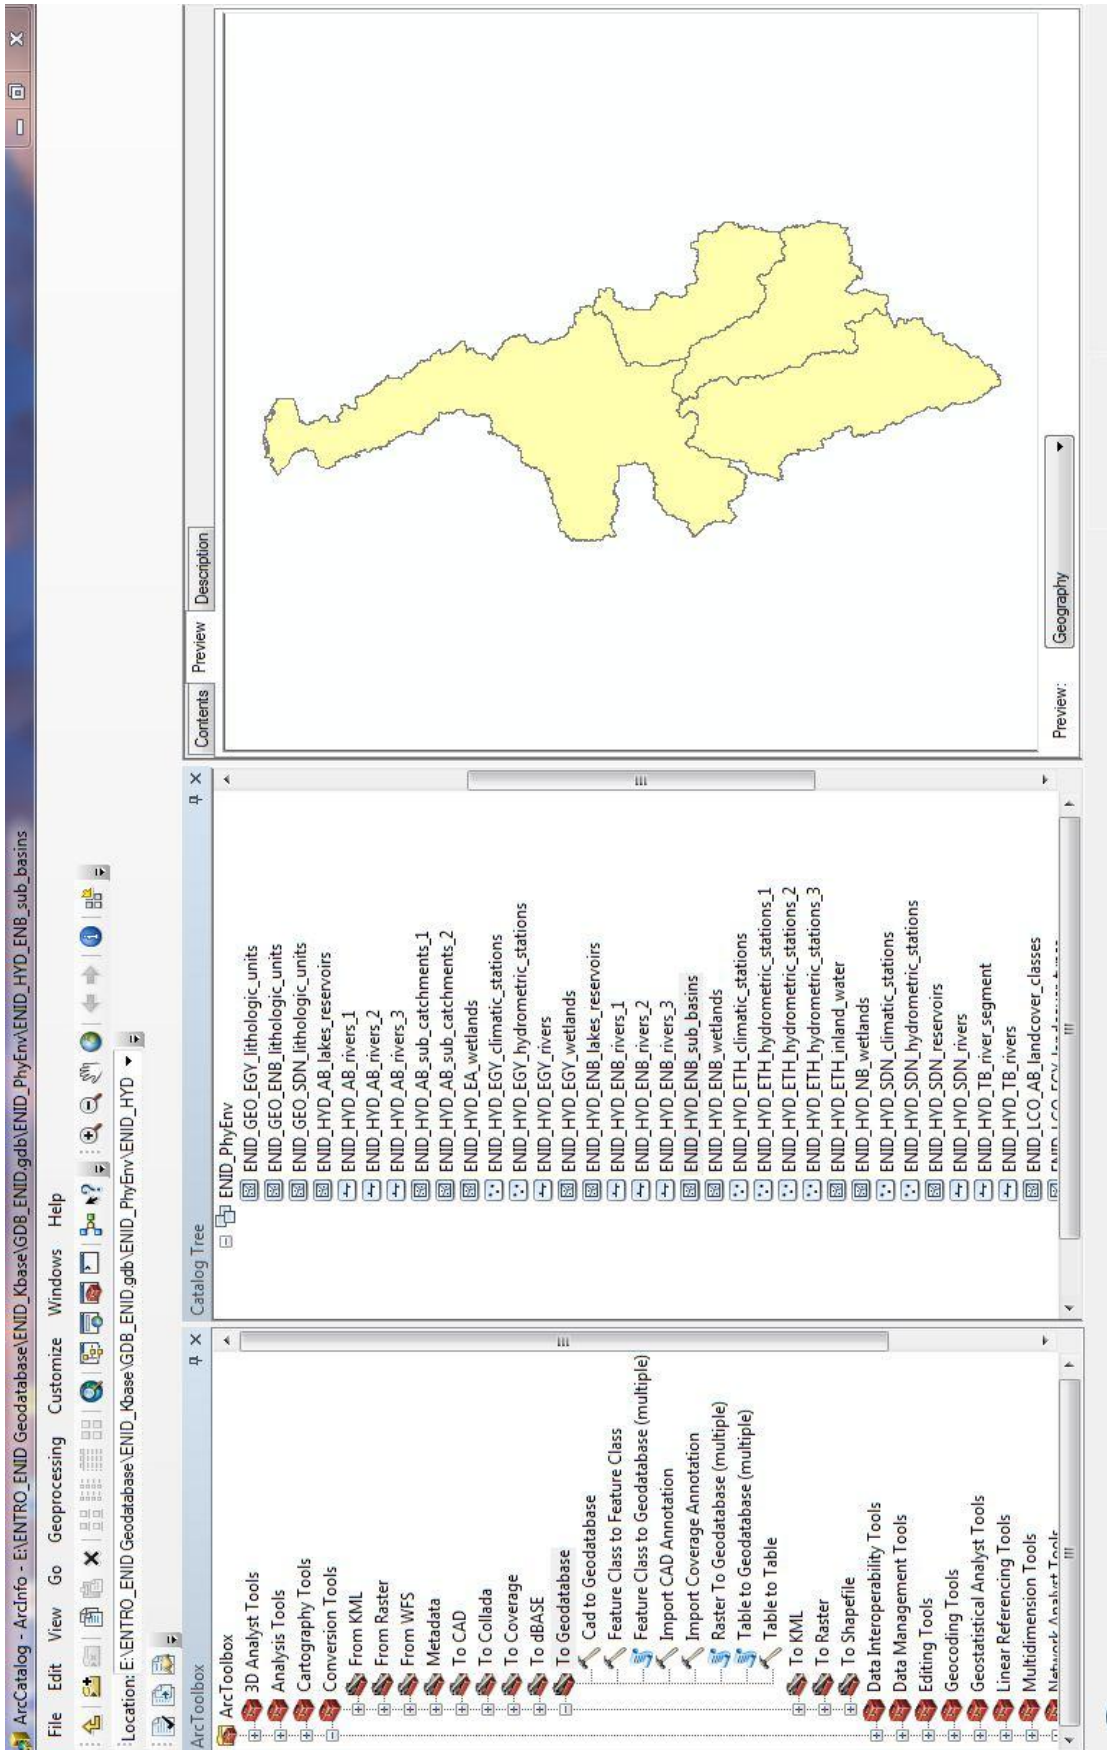 ArcCatalog - ArcInfo - E:\ENTRO_ENID Geodatabase\ENID_Kbase\GDB_ENID.gdb\ENID_PhyEnv\ENID_HYD_ENB_sub_basins
File Edit View Go Geoprocessing Customize Windows Help
Location: E:\ENTRO_ENID Geodatabase\ENID_Kbase\GDB_ENID.gdb\ENID_PhyEnv\ENID_HYD
ArcToolbox
ArcToolbox
3D Analyst Tools
Analysis Tools
Cartography Tools
Conversion Tools
From KML
From Raster
From WFS
Metadata
To CAD
To Collada
To Coverage
To dBASE
To Geodatabase
Cad to Geodatabase
Feature Class to Feature Class
Feature Class to Geodatabase (multiple)
Import CAD Annotation
Import Coverage Annotation
Raster To Geodatabase (multiple)
Table to Geodatabase (multiple)
Table to Table
To KML
To Raster
To Shapefile
Data Interoperability Tools
Data Management Tools
Editing Tools
Geocoding Tools
Geostatistical Analyst Tools
Linear Referencing Tools
Multidimension Tools
Network Analyst Tools
Catalog Tree
ENID_PhyEnv
ENID_GEO_EGY_lithologic_units
ENID_GEO_ENB_lithologic_units
ENID_GEO_SDN_lithologic_units
ENID_HYD_AB_lakes_reservoirs
ENID_HYD_AB_rivers_1
ENID_HYD_AB_rivers_2
ENID_HYD_AB_rivers_3
ENID_HYD_AB_sub_catchments_1
ENID_HYD_AB_sub_catchments_2
ENID_HYD_EA_wetlands
ENID_HYD_EGY_climatic_stations
ENID_HYD_EGY_hydrometric_stations
ENID_HYD_EGY_rivers
ENID_HYD_EGY_wetlands
ENID_HYD_ENB_lakes_reservoirs
ENID_HYD_ENB_rivers_1
ENID_HYD_ENB_rivers_2
ENID_HYD_ENB_rivers_3
ENID_HYD_ENB_sub_basins
ENID_HYD_ENB_wetlands
ENID_HYD_ETH_climatic_stations
ENID_HYD_ETH_hydrometric_stations_1
ENID_HYD_ETH_hydrometric_stations_2
ENID_HYD_ETH_hydrometric_stations_3
ENID_HYD_ETH_inland_water
ENID_HYD_NB_wetlands
ENID_HYD_SDN_climatic_stations
ENID_HYD_SDN_hydrometric_stations
ENID_HYD_SDN_reservoirs
ENID_HYD_SDN_rivers
ENID_HYD_TB_river_segment
ENID_HYD_TB_rivers
ENID_LCO_AB_landcover_classes
Contents Preview Description
Preview: Geography